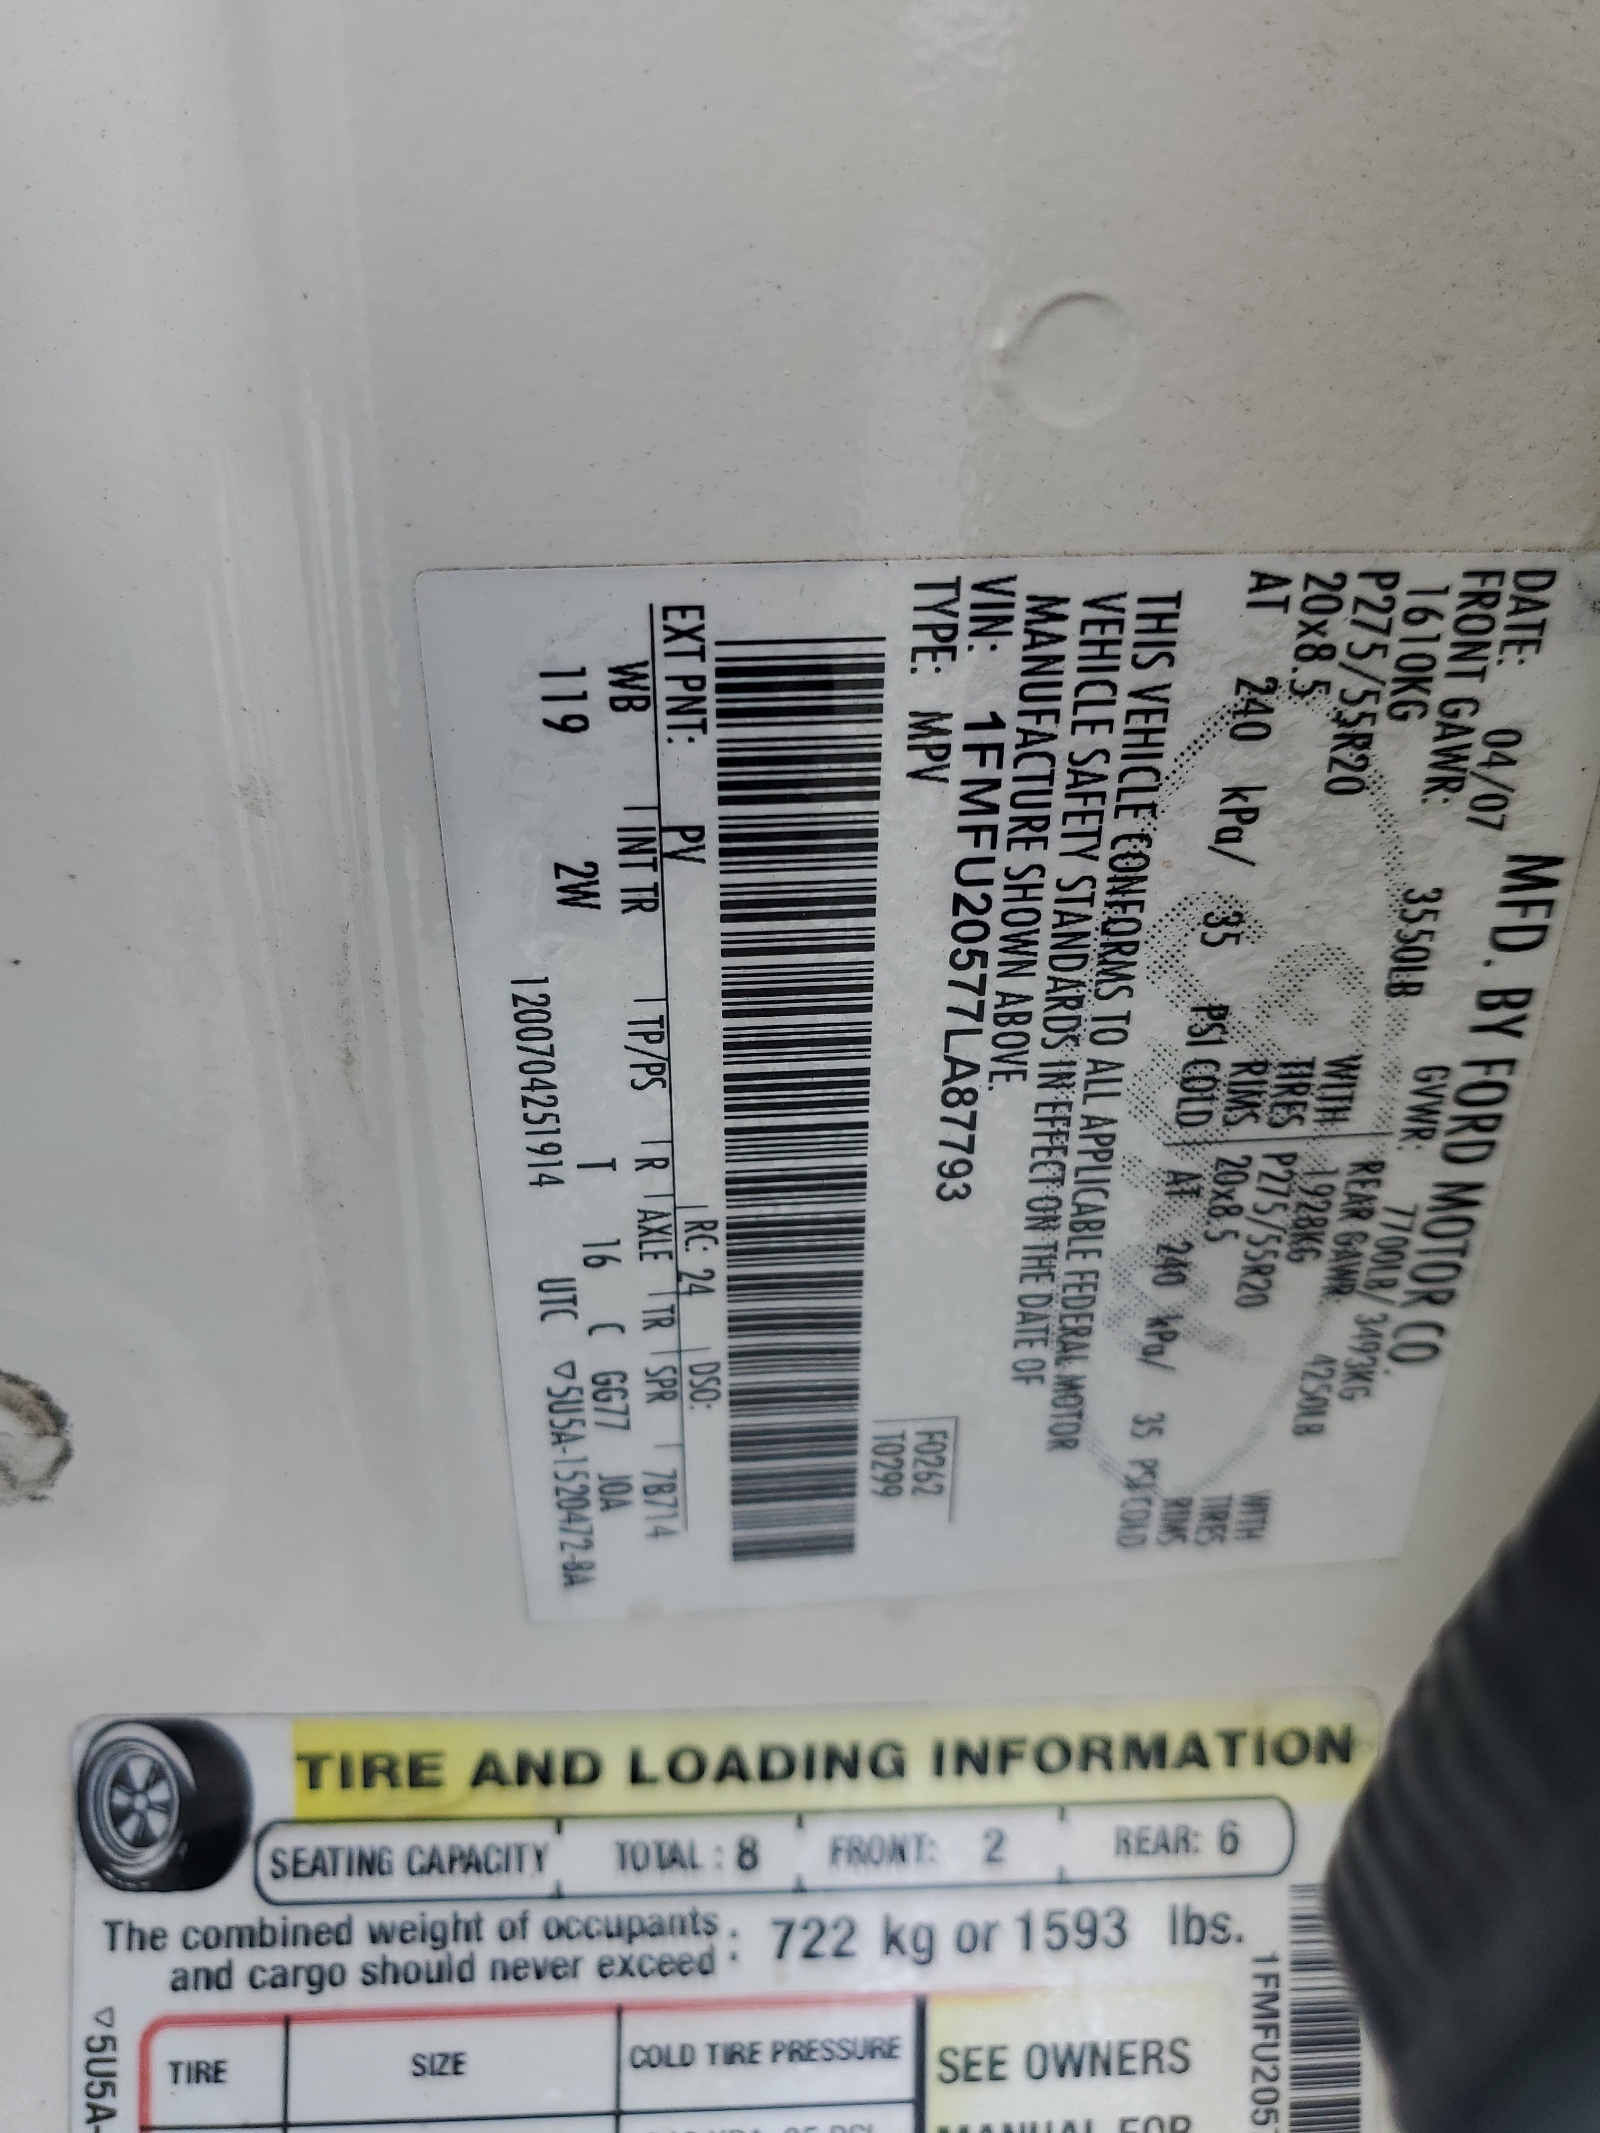 MFD. BY FORD MOTOR CO.
DATE: 04/07 GVWR: 7700LB/ 3493KG
FRONT GAWR: 3550LB REAR GAWR: 4250LB
1610KG WITH 1928KG WITH
P275/55R20 TIRES P275/55R20 TIRES
20x8.5 RIMS 20x8.5 RIMS
AT 240 kPa/ 35 PSI COLD AT 240 kPa/ 35 PSI COLD
THIS VEHICLE CONFORMS TO ALL APPLICABLE FEDERAL MOTOR
VEHICLE SAFETY STANDARDS IN EFFECT ON THE DATE OF
MANUFACTURE SHOWN ABOVE.
VIN: 1FMFU20577LA87793
TYPE: MPV
F0262
T0299
EXT PNT: PV RC: 24 DSO:
WB INT TR TP/PS R AXLE TR SPR 7B714
119 2W T 16 C GG77 JOA
1200704251914 UTC ▽5U5A-1520472-BA
TIRE AND LOADING INFORMATION
SEATING CAPACITY TOTAL : 8 FRONT: 2 REAR: 6
The combined weight of occupants
and cargo should never exceed : 722 kg or 1593 lbs.
TIRE SIZE COLD TIRE PRESSURE SEE OWNERS
MANUAL FOR
1FMFU205
▽5U5A-